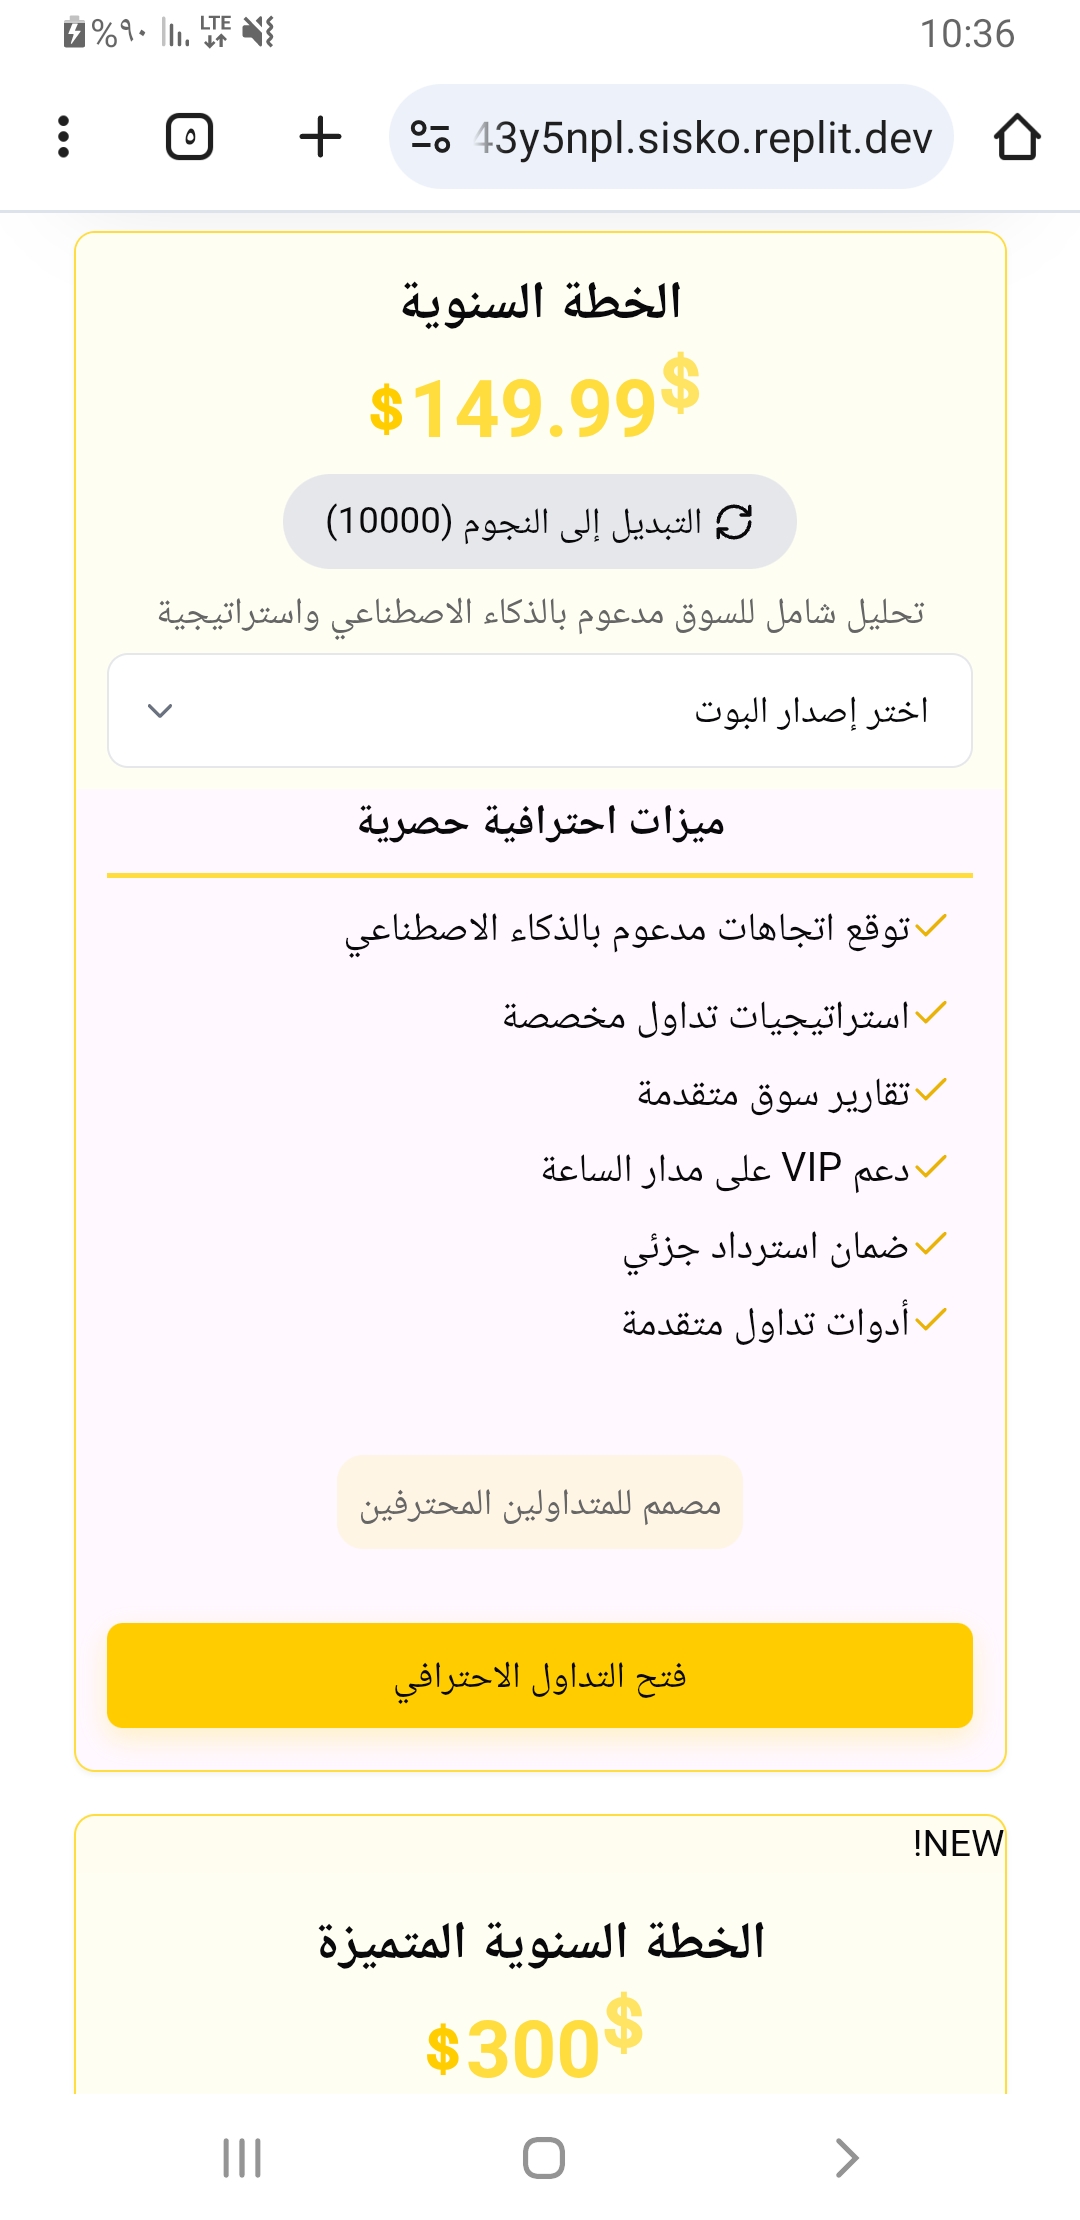 %٩٠ LTE 10:36
٥ 43y5npl.sisko.replit.dev
الخطة السنوية
$149.99$
التبديل إلى النجوم (10000)
تحليل شامل للسوق مدعوم بالذكاء الاصطناعي واستراتيجية
اختر إصدار البوت
ميزات احترافية حصرية
توقع اتجاهات مدعوم بالذكاء الاصطناعي
استراتيجيات تداول مخصصة
تقارير سوق متقدمة
دعم VIP على مدار الساعة
ضمان استرداد جزئي
أدوات تداول متقدمة
مصمم للمتداولين المحترفين
فتح التداول الاحترافي
!NEW
الخطة السنوية المتميزة
$300$